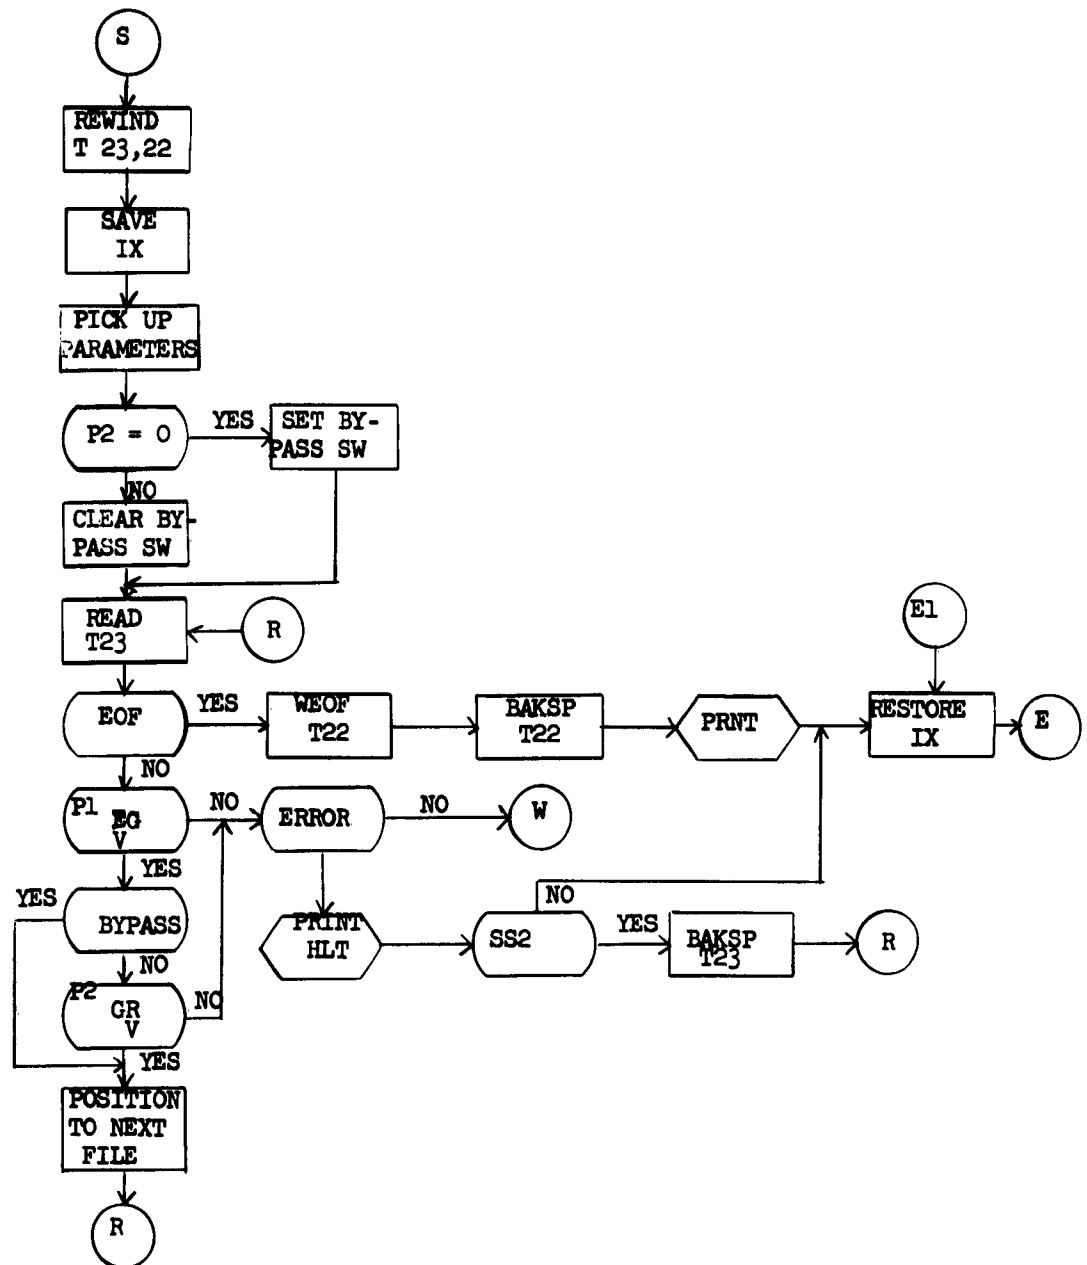 S
REWIND
T 23,22
SAVE
IX
PICK UP
PARAMETERS
P2 = 0
YES
SET BY-
PASS SW
NO
CLEAR BY-
PASS SW
READ
T23
R
E1
EOF
YES
WEOF
T22
BAKSP
T22
PRNT
RESTORE
IX
E
NO
P1
EG
V
NO
ERROR
NO
W
YES
YES
BYPASS
NO
PRINT
HLT
SS2
NO
YES
BAKSP
T23
R
P2
GR
V
NO
YES
POSITION
TO NEXT
FILE
R